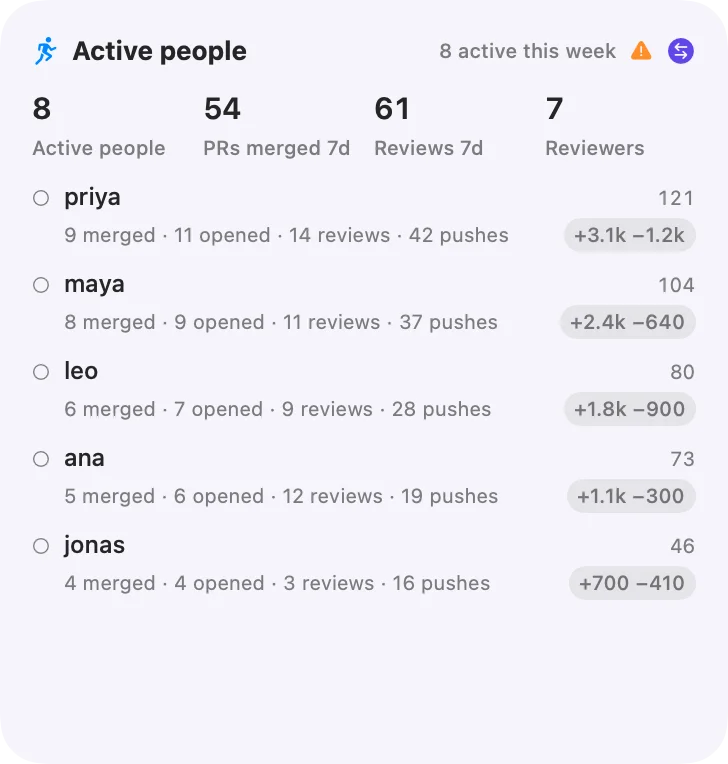 Active people
8 active this week
8
54
61
7
Active people
PRs merged 7d
Reviews 7d
Reviewers
priya
121
9 merged · 11 opened · 14 reviews · 42 pushes
+3.1k −1.2k
maya
104
8 merged · 9 opened · 11 reviews · 37 pushes
+2.4k −640
leo
80
6 merged · 7 opened · 9 reviews · 28 pushes
+1.8k −900
ana
73
5 merged · 6 opened · 12 reviews · 19 pushes
+1.1k −300
jonas
46
4 merged · 4 opened · 3 reviews · 16 pushes
+700 −410